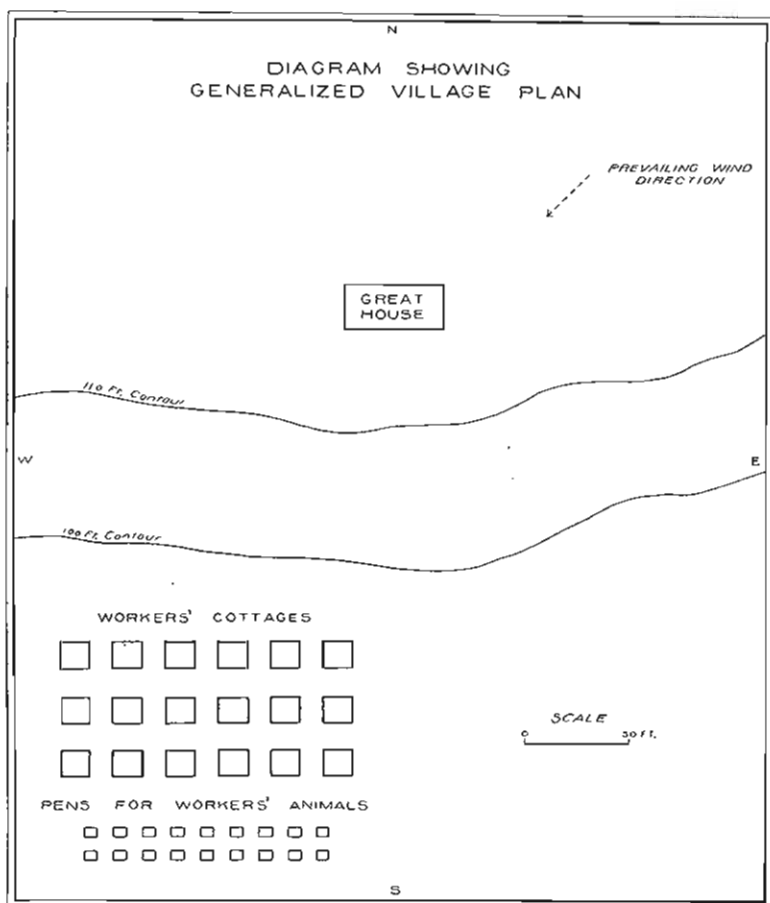 N
DIAGRAM SHOWING
GENERALIZED VILLAGE PLAN
PREVAILING WIND
DIRECTION
GREAT
HOUSE
110 Ft. Contour
W
E
100 Ft. Contour
WORKERS' COTTAGES
SCALE
0 50 FT.
PENS FOR WORKERS' ANIMALS
S